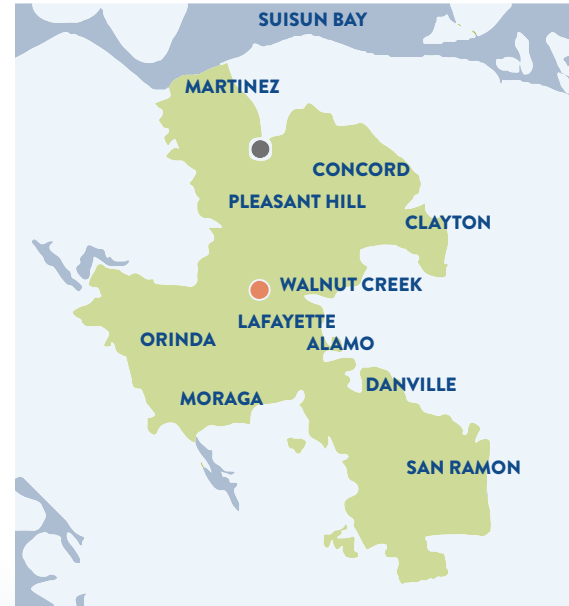 SUISUN BAY
MARTINEZ
CONCORD
PLEASANT HILL
CLAYTON
WALNUT CREEK
LAFAYETTE
ORINDA
ALAMO
DANVILLE
MORAGA
SAN RAMON